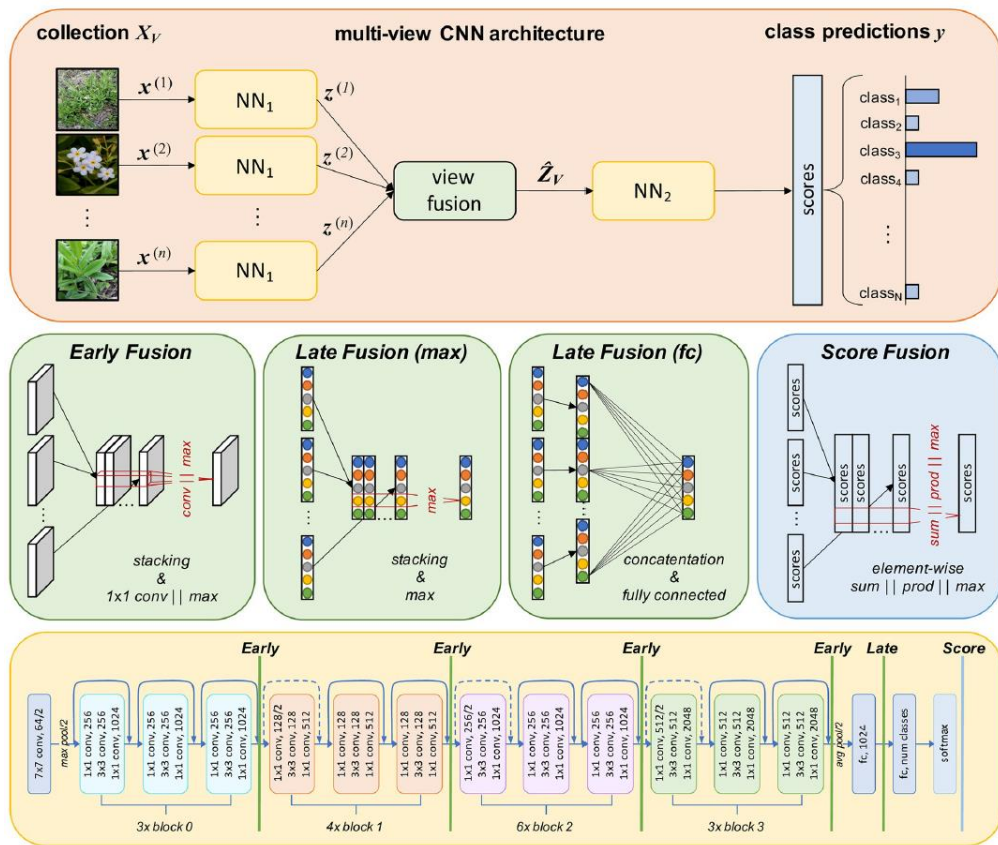 collection X_V
multi-view CNN architecture
class predictions y
x^(1)
NN₁
z^(1)
x^(2)
NN₁
z^(2)
⋮
⋮
x^(n)
NN₁
z^(n)
view
fusion
Ẑ_V
NN₂
scores
class₁
class₂
class₃
class₄
⋮
class_N
Early Fusion
conv || max
...
stacking
&
1x1 conv || max
Late Fusion (max)
max
...
stacking
&
max
Late Fusion (fc)
concatentation
&
fully connected
Score Fusion
scores
scores
scores
scores
scores
scores
scores
...
sum || prod || max
element-wise
sum || prod || max
Early
Early
Early
Early
Late
Score
7x7 conv, 64/2
max pool/2
1x1 conv, 256
3x3 conv, 256
1x1 conv, 1024
1x1 conv, 256
3x3 conv, 256
1x1 conv, 1024
1x1 conv, 256
3x3 conv, 256
1x1 conv, 1024
1x1 conv, 128/2
3x3 conv, 128
1x1 conv, 512
1x1 conv, 128
3x3 conv, 128
1x1 conv, 512
1x1 conv, 128
3x3 conv, 128
1x1 conv, 512
1x1 conv, 256/2
3x3 conv, 256
1x1 conv, 1024
1x1 conv, 256
3x3 conv, 256
1x1 conv, 1024
1x1 conv, 256
3x3 conv, 256
1x1 conv, 1024
1x1 conv, 512/2
3x3 conv, 512
1x1 conv, 2048
1x1 conv, 512
3x3 conv, 512
1x1 conv, 2048
1x1 conv, 512
3x3 conv, 512
1x1 conv, 2048
avg pool/2
fc, 1024
fc, num classes
softmax
3x block 0
4x block 1
6x block 2
3x block 3